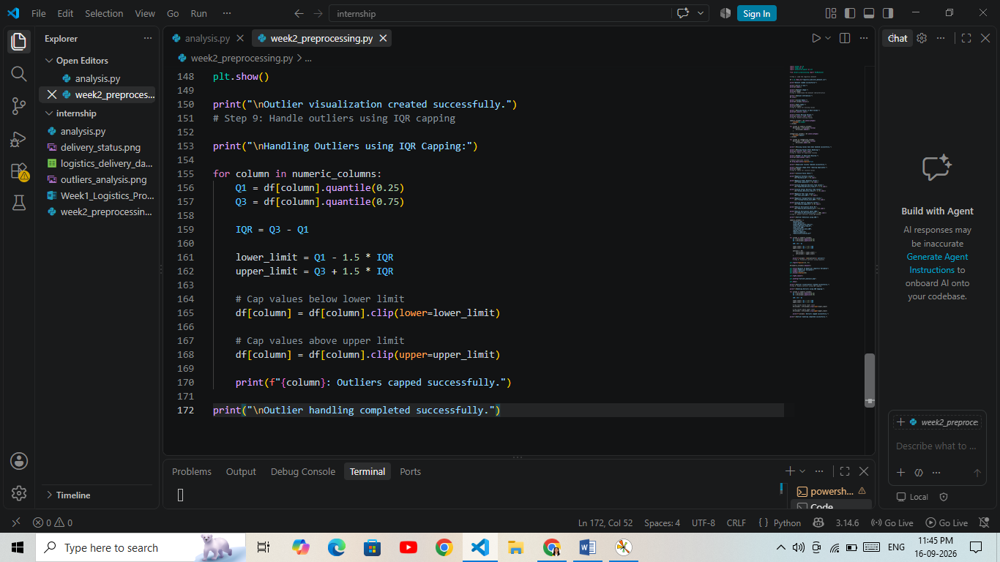 File Edit Selection View Go Run ···
internship
Sign In
Explorer
Open Editors
analysis.py
week2_preproces...
internship
analysis.py
delivery_status.png
logistics_delivery_da...
outliers_analysis.png
Week1_Logistics_Pro...
week2_preprocessin...
Timeline
analysis.py
week2_preprocessing.py
week2_preprocessing.py > ...
148 plt.show()
149
150 print("\nOutlier visualization created successfully.")
151 # Step 9: Handle outliers using IQR capping
152
153 print("\nHandling Outliers using IQR Capping:")
154
155 for column in numeric_columns:
156     Q1 = df[column].quantile(0.25)
157     Q3 = df[column].quantile(0.75)
158
159     IQR = Q3 - Q1
160
161     lower_limit = Q1 - 1.5 * IQR
162     upper_limit = Q3 + 1.5 * IQR
163
164     # Cap values below lower limit
165     df[column] = df[column].clip(lower=lower_limit)
166
167     # Cap values above upper limit
168     df[column] = df[column].clip(upper=upper_limit)
169
170     print(f"{column}: Outliers capped successfully.")
171
172 print("\nOutlier handling completed successfully.")
Problems Output Debug Console Terminal Ports
powersh...
Code
Chat
Build with Agent
AI responses may
be inaccurate
Generate Agent
Instructions to
onboard AI onto
your codebase.
week2_preproces
Describe what to ...
Local
0 0
Ln 172, Col 52 Spaces: 4 UTF-8 CRLF { } Python 3.14.6 Go Live Go Live
Type here to search
ENG
11:45 PM
16-09-2026